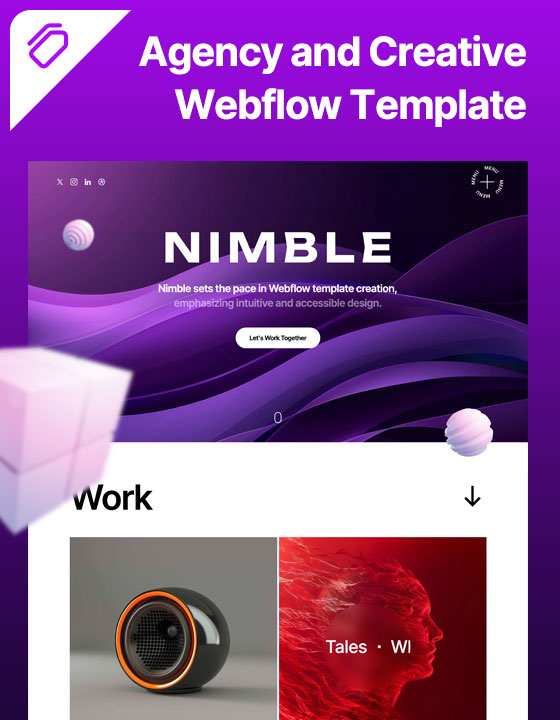 Agency and Creative
Webflow Template
MENU MENU MENU MENU
NIMBLE
Nimble sets the pace in Webflow template creation,
emphasizing intuitive and accessible design.
Let's Work Together
Work
Tales · WI